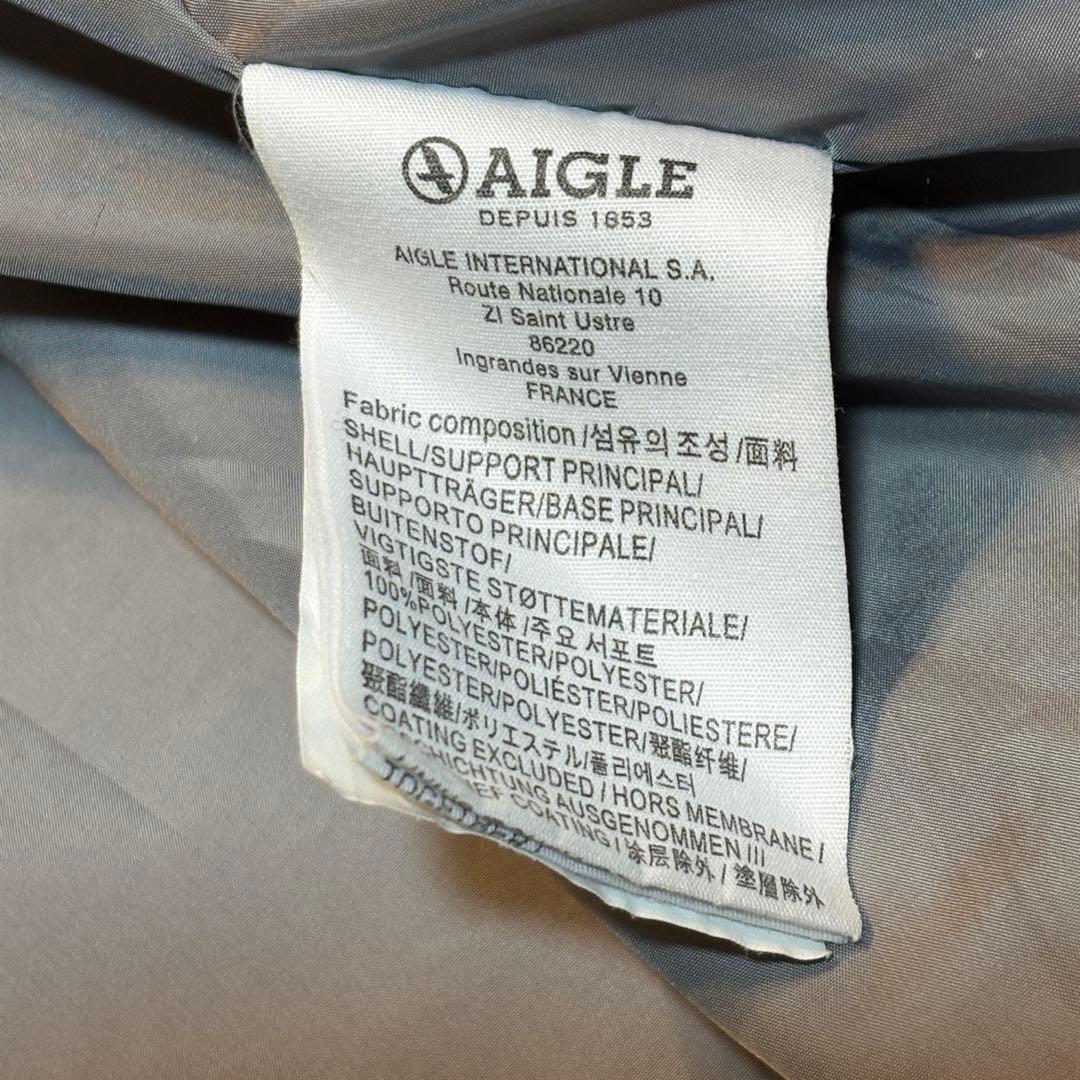 AIGLE
DEPUIS 1853
AIGLE INTERNATIONAL S.A.
Route Nationale 10
ZI Saint Ustre
86220
Ingrandes sur Vienne
FRANCE
Fabric composition/섬유의 조성/面料
SHELL/SUPPORT PRINCIPAL/
HAUPTTRÄGER/BASE PRINCIPAL/
SUPPORTO PRINCIPALE/
BUITENSTOF/
VIGTIGSTE STØTTEMATERIALE/
面料/面料/本体/주요 서포트
100%POLYESTER/POLYESTER/
POLYESTER/POLIÉSTER/POLIESTERE/
POLYESTER/POLYESTER/聚酯纤维/
聚酯纖維/ポリエステル/폴리에스터
COATING EXCLUDED / HORS MEMBRANE /
SCHICHTUNG AUSGENOMMEN ///
EF COATING/涂层除外 / 塗層除外